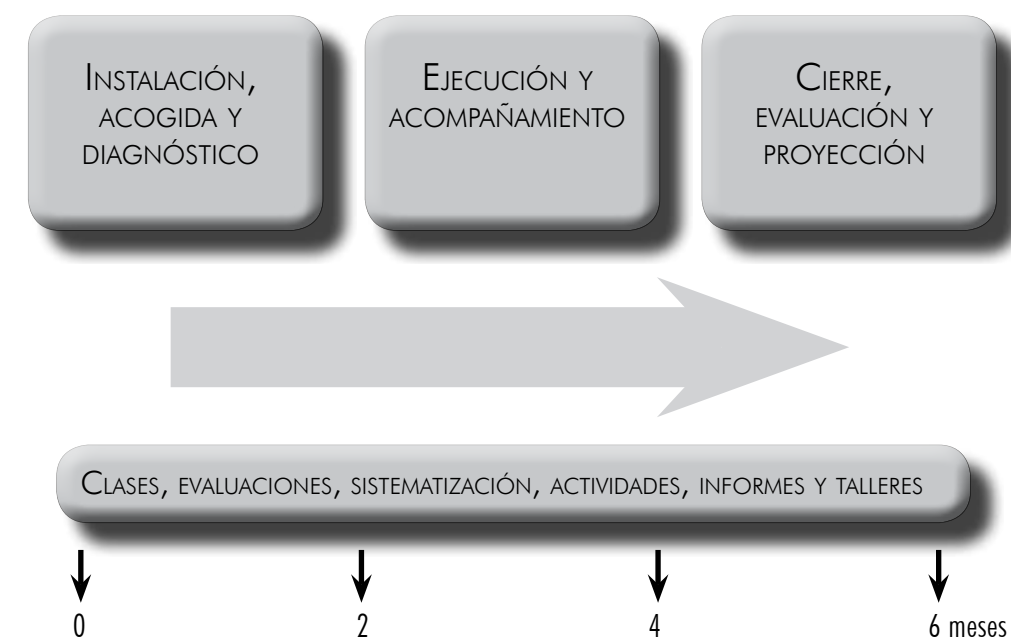 Instalación,
acogida y
diagnóstico
Ejecución y
acompañamiento
Cierre,
evaluación y
proyección
Clases, evaluaciones, sistematización, actividades, informes y talleres
0 2 4 6 meses